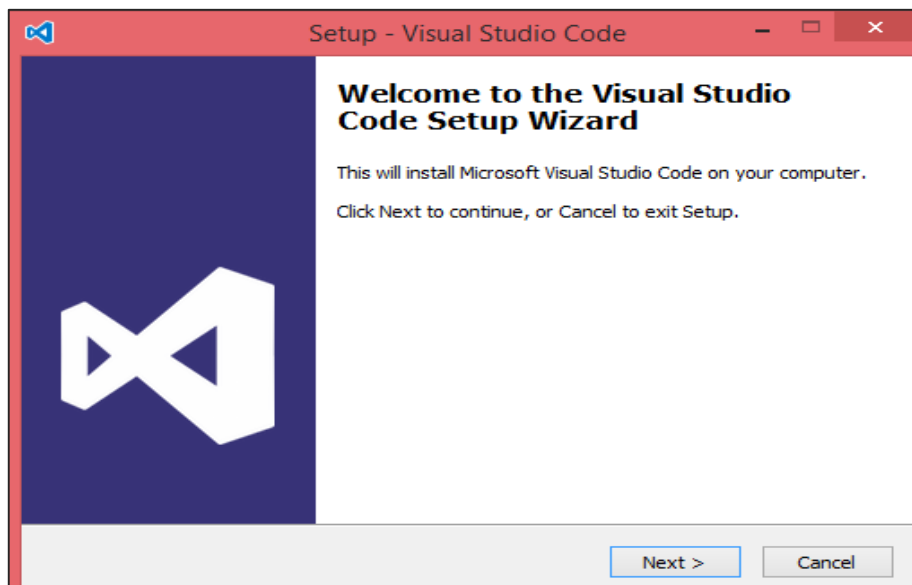 Setup - Visual Studio Code
Welcome to the Visual Studio
Code Setup Wizard
This will install Microsoft Visual Studio Code on your computer.
Click Next to continue, or Cancel to exit Setup.
Next >
Cancel